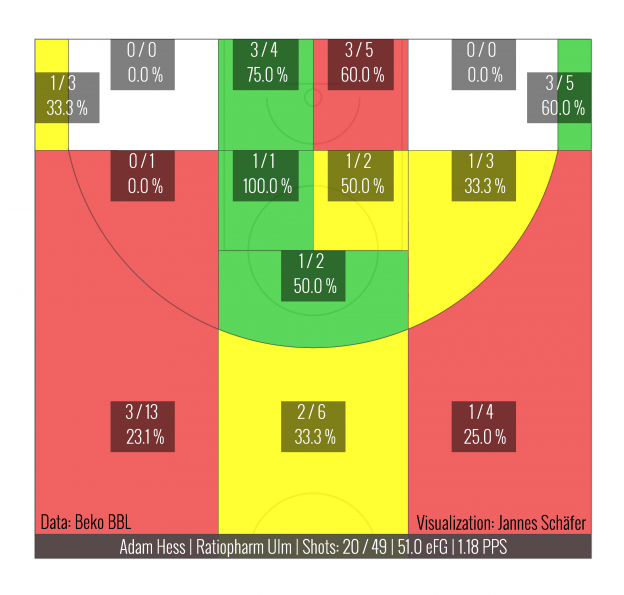 0 / 0
0.0 %
3 / 4
75.0 %
3 / 5
60.0 %
0 / 0
0.0 %
1 / 3
33.3 %
3 / 5
60.0 %
0 / 1
0.0 %
1 / 1
100.0 %
1 / 2
50.0 %
1 / 3
33.3 %
1 / 2
50.0 %
3 / 13
23.1 %
2 / 6
33.3 %
1 / 4
25.0 %
Data: Beko BBL
Visualization: Jannes Schäfer
Adam Hess | Ratiopharm Ulm | Shots: 20 / 49 | 51.0 eFG | 1.18 PPS